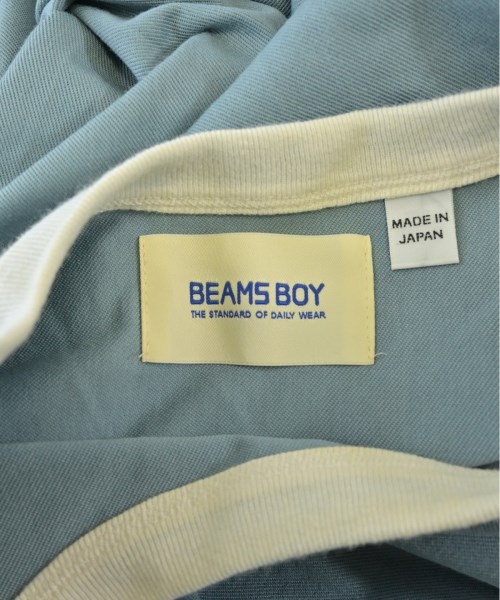 MADE IN
JAPAN
BEAMS BOY
THE STANDARD OF DAILY WEAR